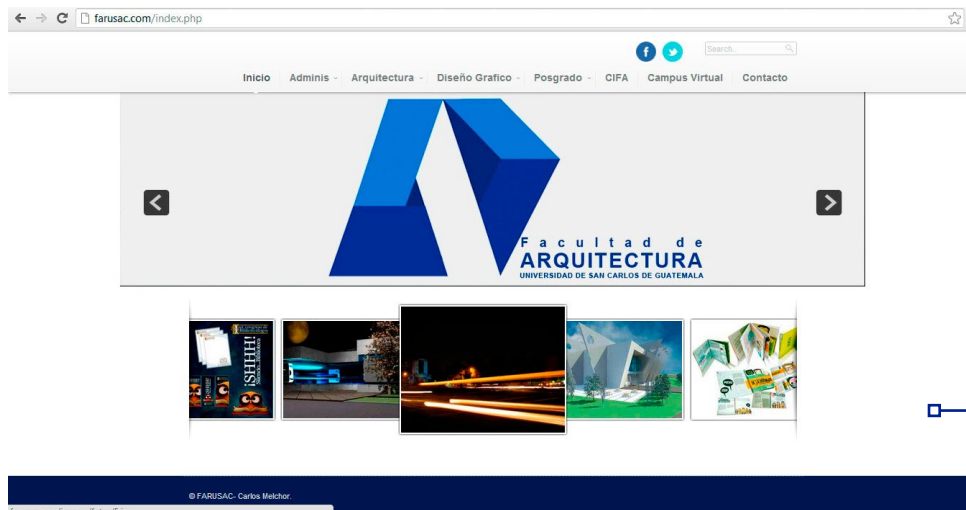 farusac.com/index.php
Search...
Inicio Adminis Arquitectura Diseño Grafico Posgrado CIFA Campus Virtual Contacto
Facultad de
ARQUITECTURA
UNIVERSIDAD DE SAN CARLOS DE GUATEMALA
¡SHHH!
© FARUSAC- Carlos Melchor.